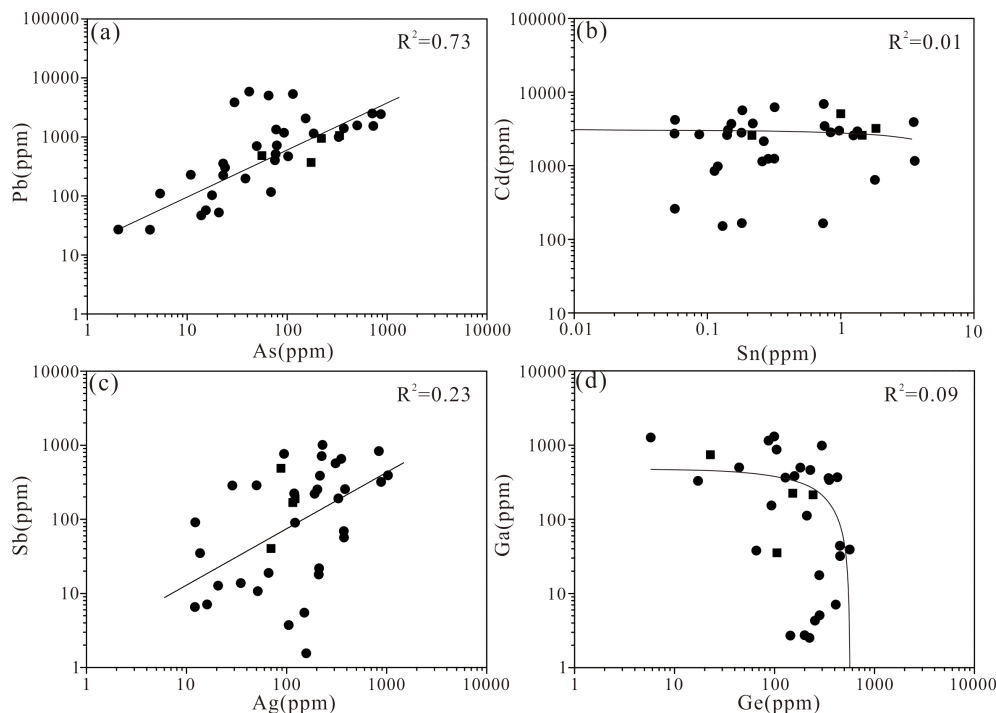 (a)
R²=0.73
100000
10000
1000
100
10
1
Pb(ppm)
1 10 100 1000 10000
As(ppm)
(b)
R²=0.01
100000
10000
1000
100
10
Cd(ppm)
0.01 0.1 1 10
Sn(ppm)
(c)
R²=0.23
10000
1000
100
10
1
Sb(ppm)
1 10 100 1000 10000
Ag(ppm)
(d)
R²=0.09
10000
1000
100
10
1
Ga(ppm)
1 10 100 1000 10000
Ge(ppm)